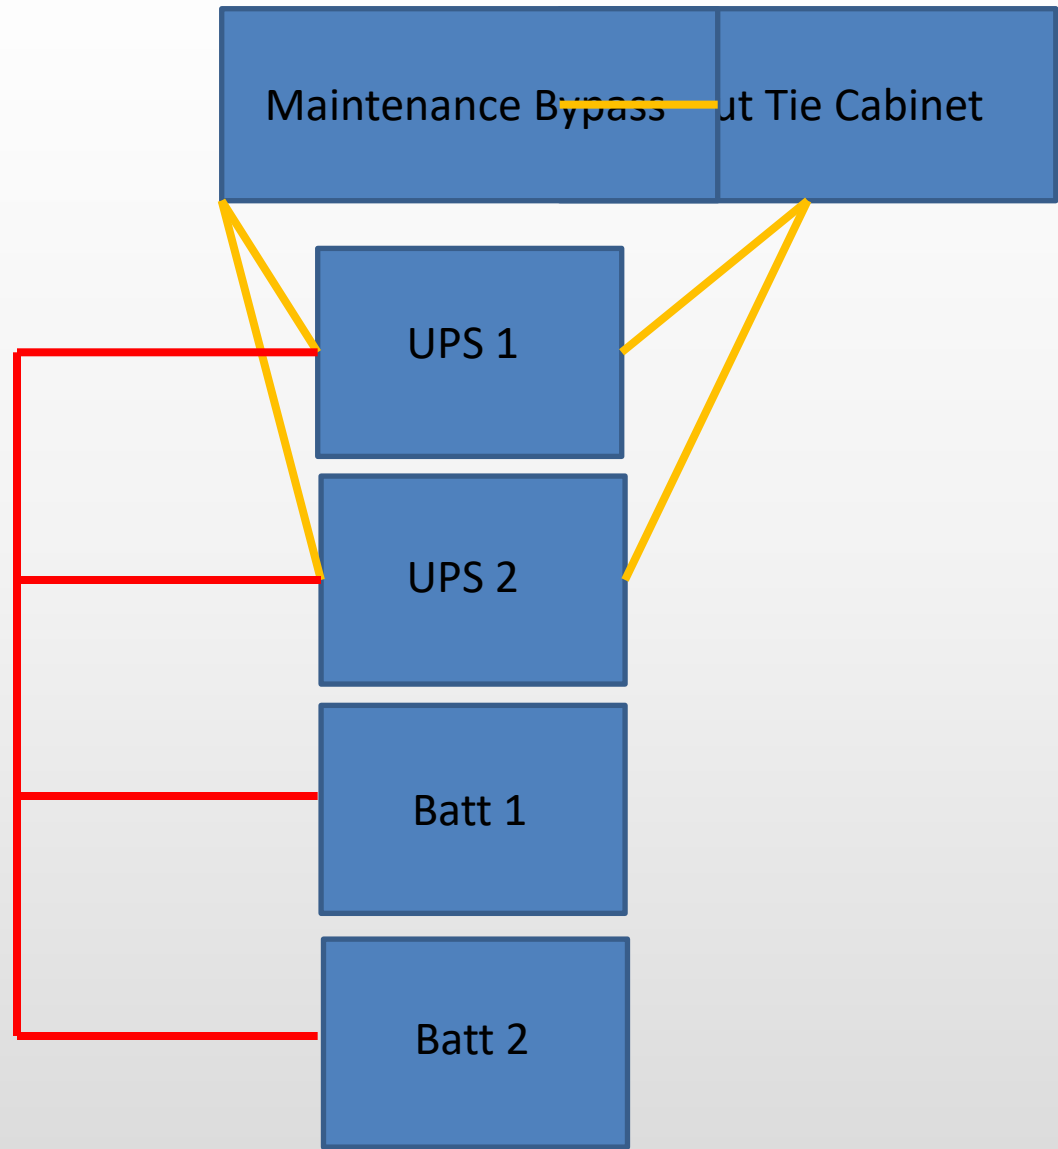 Maintenance Bypass
ut Tie Cabinet
UPS 1
UPS 2
Batt 1
Batt 2